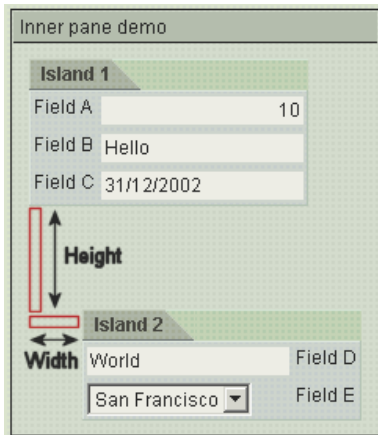 Inner pane demo
Island 1
Field A 10
Field B Hello
Field C 31/12/2002
Height
Island 2
Width World Field D
San Francisco Field E